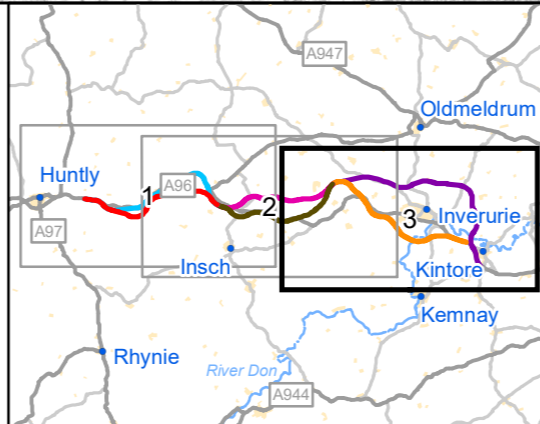 A947
Oldmeldrum
Huntly
1
A96
2
A97
3
Inverurie
Insch
Kintore
Kemnay
Rhynie
River Don
A944